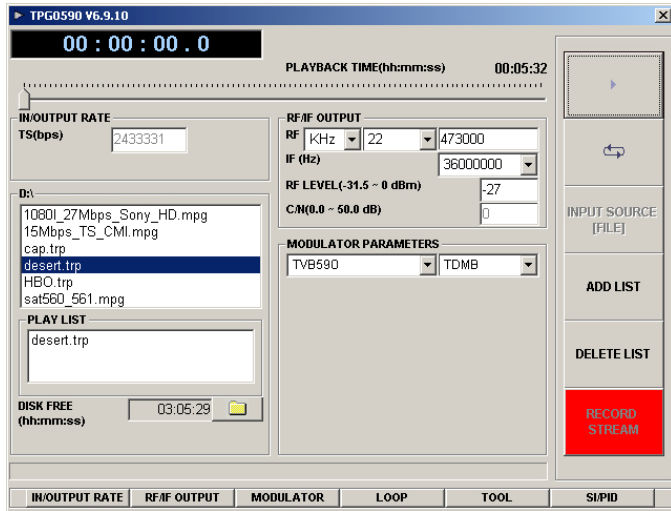 TPG0590 V6.9.10
00:00:00.0
PLAYBACK TIME(hh:mm:ss) 00:05:32
IN/OUTPUT RATE
TS(bps) 2433331
D:\
1080I_27Mbps_Sony_HD.mpg
15Mbps_TS_CMI.mpg
cap.trp
desert.trp
HBO.trp
sat560_561.mpg
PLAY LIST
desert.trp
DISK FREE
(hh:mm:ss)
03:05:29
RF/IF OUTPUT
RF KHz 22 473000
IF (Hz)
36000000
RF LEVEL(-31.5 ~ 0 dBm)
-27
C/N(0.0 ~ 50.0 dB)
0
MODULATOR PARAMETERS
TVB590 TDMB
INPUT SOURCE
[FILE]
ADD LIST
DELETE LIST
RECORD
STREAM
IN/OUTPUT RATE RF/IF OUTPUT MODULATOR LOOP TOOL SI/PID